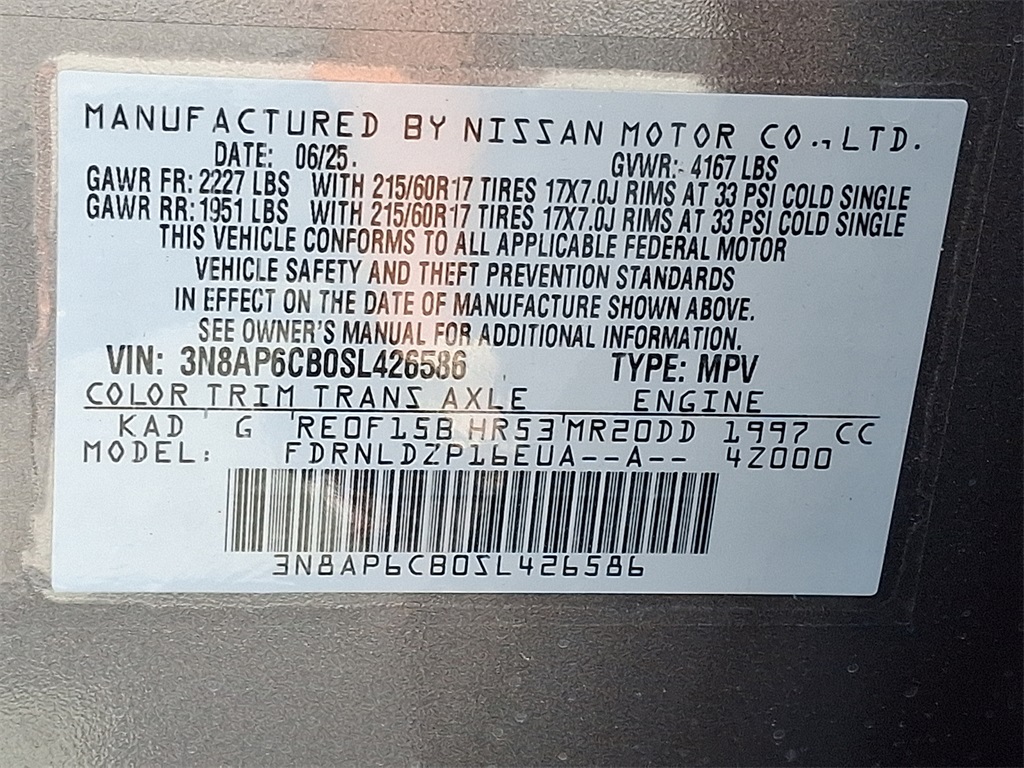 MANUFACTURED BY NISSAN MOTOR CO., LTD.
DATE: 06/25. GVWR: 4167 LBS
GAWR FR: 2227 LBS WITH 215/60R17 TIRES 17X7.0J RIMS AT 33 PSI COLD SINGLE
GAWR RR: 1951 LBS WITH 215/60R17 TIRES 17X7.0J RIMS AT 33 PSI COLD SINGLE
THIS VEHICLE CONFORMS TO ALL APPLICABLE FEDERAL MOTOR
VEHICLE SAFETY AND THEFT PREVENTION STANDARDS
IN EFFECT ON THE DATE OF MANUFACTURE SHOWN ABOVE.
SEE OWNER'S MANUAL FOR ADDITIONAL INFORMATION.
VIN: 3N8AP6CB0SL426586 TYPE: MPV
COLOR TRIM TRANS AXLE ENGINE
KAD G RE0F15B HR53 MR20DD 1997 CC
MODEL: FDRNLDZP16EUA--A-- 42000
3N8AP6CB0SL426586